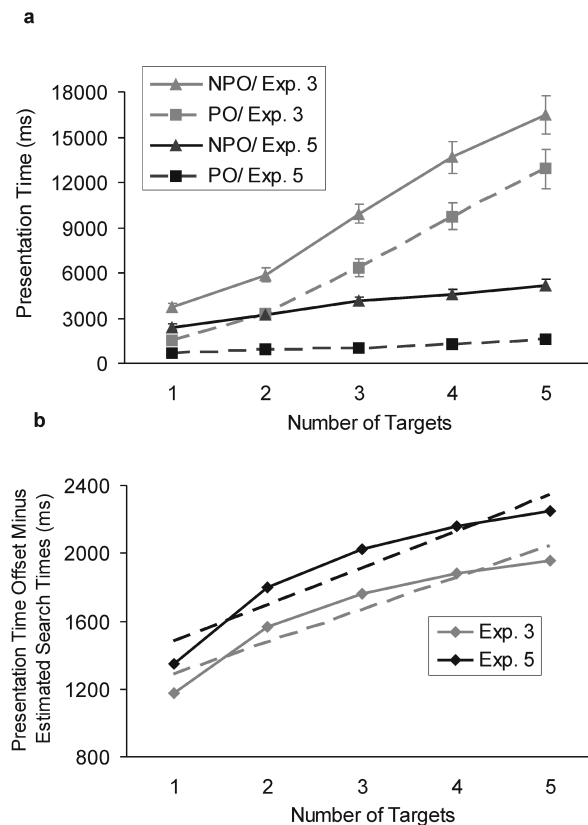 a
NPO/ Exp. 3
PO/ Exp. 3
NPO/ Exp. 5
PO/ Exp. 5
Presentation Time (ms)
18000
15000
12000
9000
6000
3000
0
1 2 3 4 5
Number of Targets
b
Presentation Time Offset Minus
Estimated Search Times (ms)
2400
2000
1600
1200
800
Exp. 3
Exp. 5
1 2 3 4 5
Number of Targets